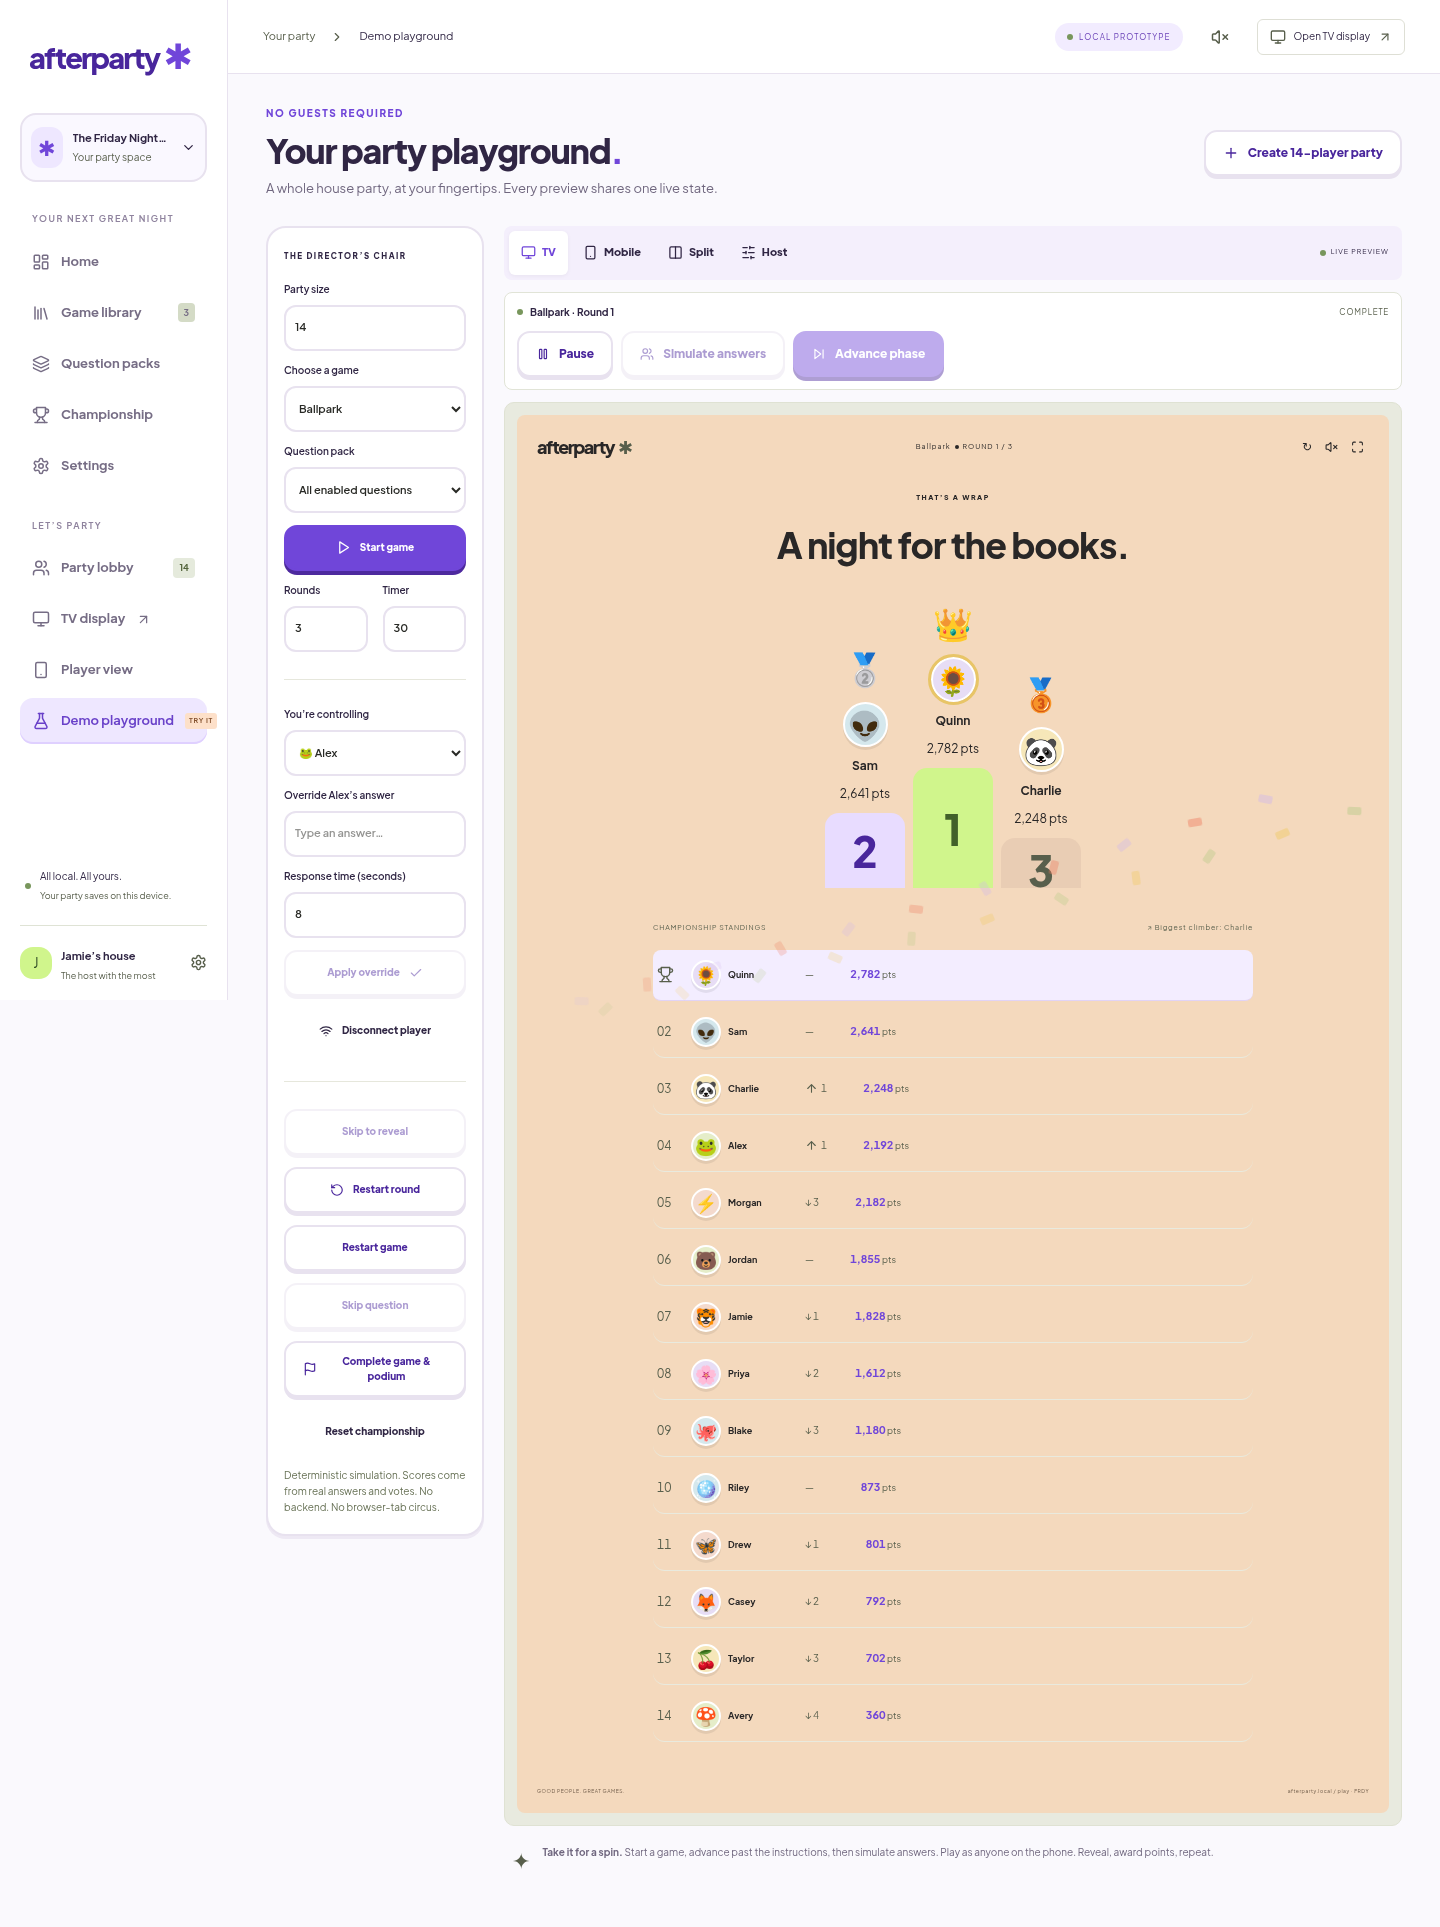 afterparty
The Friday Night...
Your party space
YOUR NEXT GREAT NIGHT
Home
Game library 3
Question packs
Championship
Settings
LET'S PARTY
Party lobby 14
TV display
Player view
Demo playground TRY IT
All local. All yours.
Your party saves on this device.
J
Jamie's house
The host with the most
Your party
Demo playground
LOCAL PROTOTYPE
Open TV display
NO GUESTS REQUIRED
Your party playground.
A whole house party, at your fingertips. Every preview shares one live state.
Create 14-player party
THE DIRECTOR'S CHAIR
Party size
14
Choose a game
Ballpark
Question pack
All enabled questions
Start game
Rounds Timer
3 30
You're controlling
Alex
Override Alex's answer
Type an answer...
Response time (seconds)
8
Apply override
Disconnect player
Skip to reveal
Restart round
Restart game
Skip question
Complete game &
podium
Reset championship
Deterministic simulation. Scores come
from real answers and votes. No
backend. No browser-tab circus.
TV Mobile Split Host
LIVE PREVIEW
Ballpark · Round 1
COMPLETE
Pause Simulate answers Advance phase
afterparty
Ballpark ● ROUND 1 / 3
THAT'S A WRAP
A night for the books.
2
Sam
2,641 pts
2
Quinn
2,782 pts
1
3
Charlie
2,248 pts
3
CHAMPIONSHIP STANDINGS
» Biggest climber: Charlie
Quinn — 2,782 pts
02 Sam — 2,641 pts
03 Charlie ↑ 1 2,248 pts
04 Alex ↑ 1 2,192 pts
05 Morgan ↓ 3 2,182 pts
06 Jordan — 1,855 pts
07 Jamie ↓ 1 1,828 pts
08 Priya ↓ 2 1,612 pts
09 Blake ↓ 3 1,180 pts
10 Riley — 873 pts
11 Drew ↓ 1 801 pts
12 Casey ↓ 2 792 pts
13 Taylor ↓ 3 702 pts
14 Avery ↓ 4 360 pts
GOOD PEOPLE. GREAT GAMES.
afterparty.local / play · FRDY
Take it for a spin. Start a game, advance past the instructions, then simulate answers. Play as anyone on the phone. Reveal, award points, repeat.